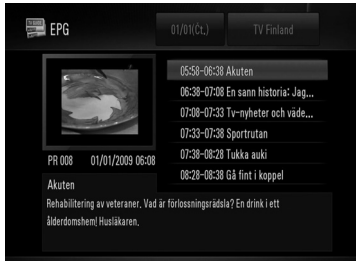 EPG
01/01(Čt.)
TV Finland
05:58-06:38 Akuten
06:38-07:08 En sann historia: Jag...
07:08-07:33 Tv-nyheter och väde...
07:33-07:38 Sportrutan
07:38-08:28 Tukka auki
08:28-08:38 Gå fint i koppel
PR 008 01/01/2009 06:08
Akuten
Rehabilitering av veteraner. Vad är förlossningsrädsla? En drink i ett
ålderdomshem! Husläkaren.